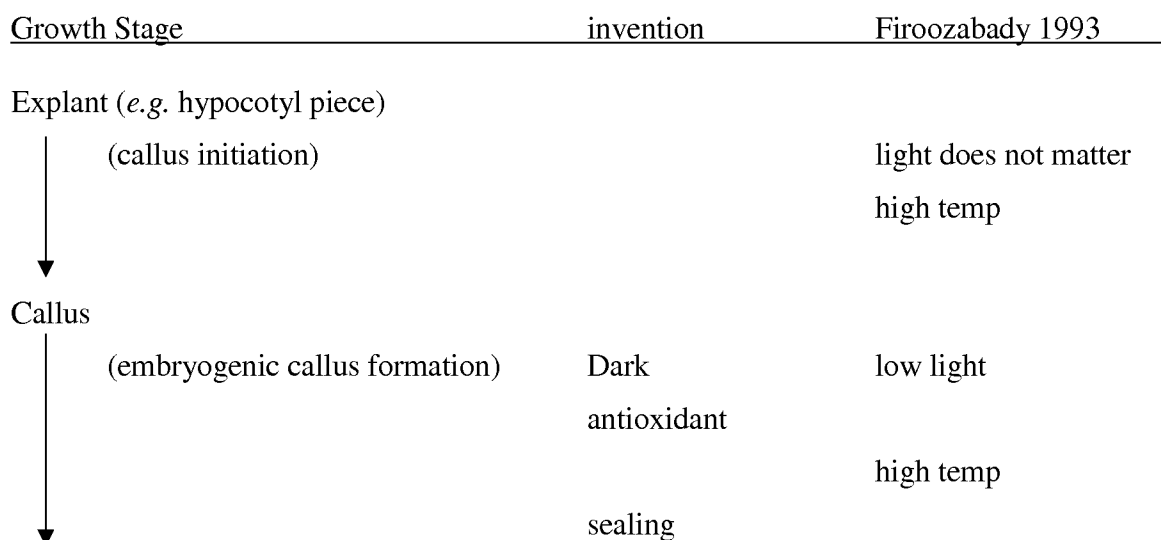 Growth Stage invention Firoozabady 1993
Explant (e.g. hypocotyl piece)
(callus initiation) light does not matter
high temp
Callus
(embryogenic callus formation) Dark low light
antioxidant
high temp
sealing